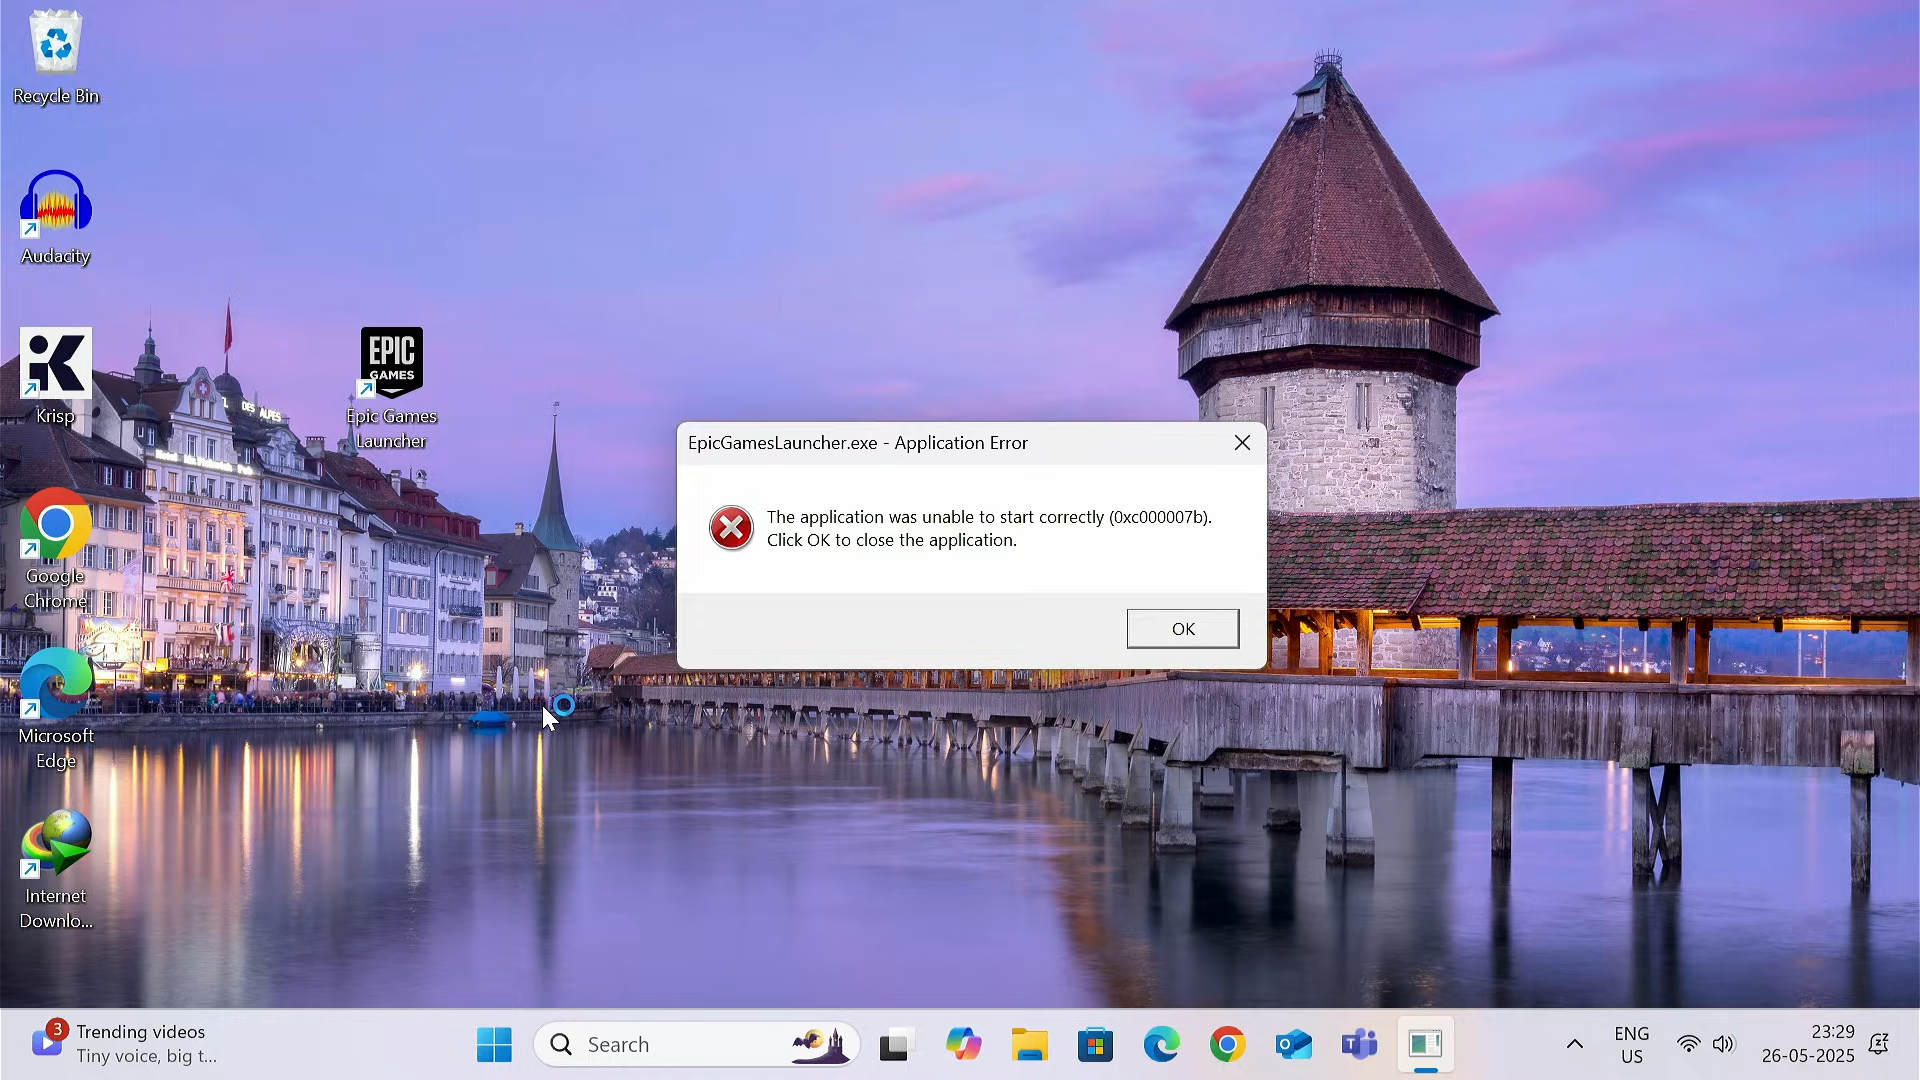 Recycle Bin
Audacity
Krisp
EPIC
GAMES
Epic Games
Launcher
Google
Chrome
Microsoft
Edge
Internet
Downlo...
DES ALPES
EpicGamesLauncher.exe - Application Error
The application was unable to start correctly (0xc000007b).
Click OK to close the application.
OK
3
Trending videos
Tiny voice, big t...
Search
ENG
US
23:29
26-05-2025